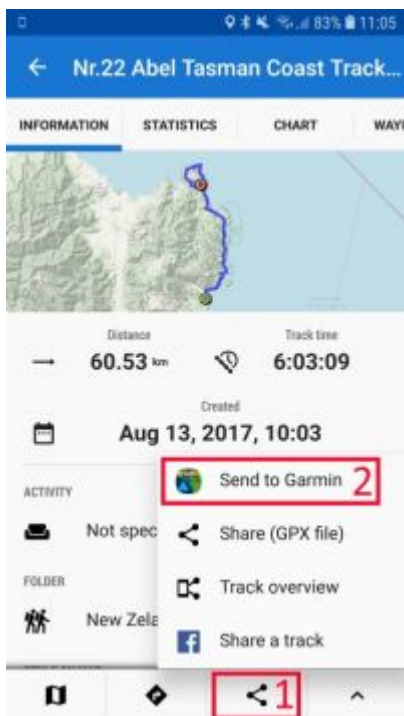 83% 11:05
Nr.22 Abel Tasman Coast Track...
INFORMATION STATISTICS CHART WAY
Distance Track time
60.53 km 6:03:09
Created
Aug 13, 2017, 10:03
Send to Garmin 2
ACTIVITY
Not spec Share (GPX file)
FOLDER
Track overview
New Zela
Share a track
1